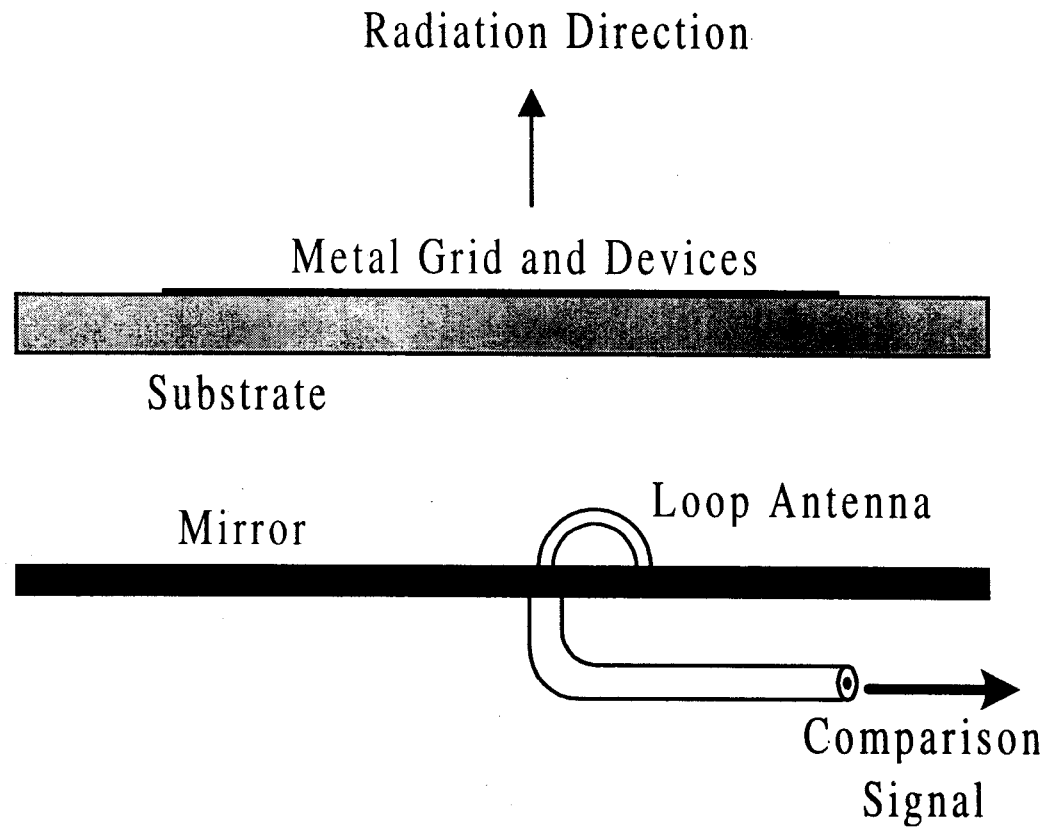 Radiation Direction
Metal Grid and Devices
Substrate
Loop Antenna
Mirror
Comparison
Signal